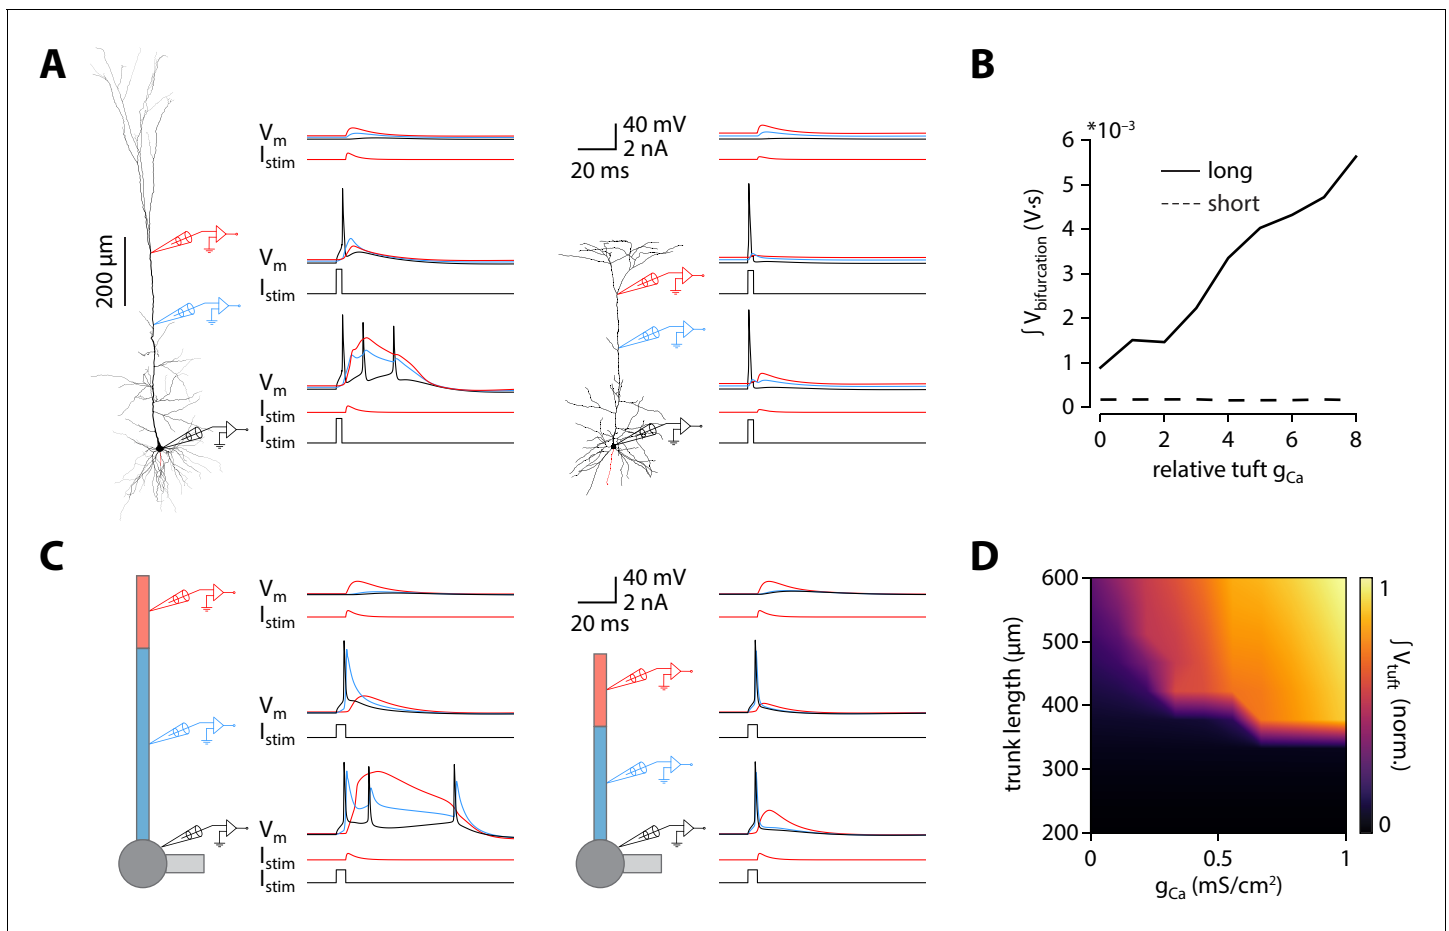 A
200 µm
Vm
Istim
Vm
Istim
Vm
Istim
Istim
40 mV
2 nA
20 ms
B
*10–3
6
5
4
3
2
1
0
∫ Vbifurcation (V·s)
long
short
0 2 4 6 8
relative tuft gCa
C
Vm
Istim
Vm
Istim
Vm
Istim
Istim
40 mV
2 nA
20 ms
D
600
500
400
300
200
trunk length (µm)
0 0.5 1
gCa (mS/cm2)
1
0
∫ Vtuft (norm.)